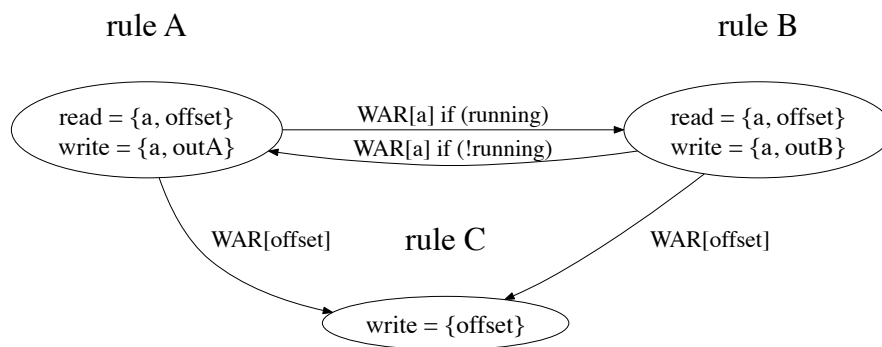 rule A
rule B
read = {a, offset}
write = {a, outA}
WAR[a] if (running)
WAR[a] if (!running)
read = {a, offset}
write = {a, outB}
WAR[offset]
rule C
WAR[offset]
write = {offset}